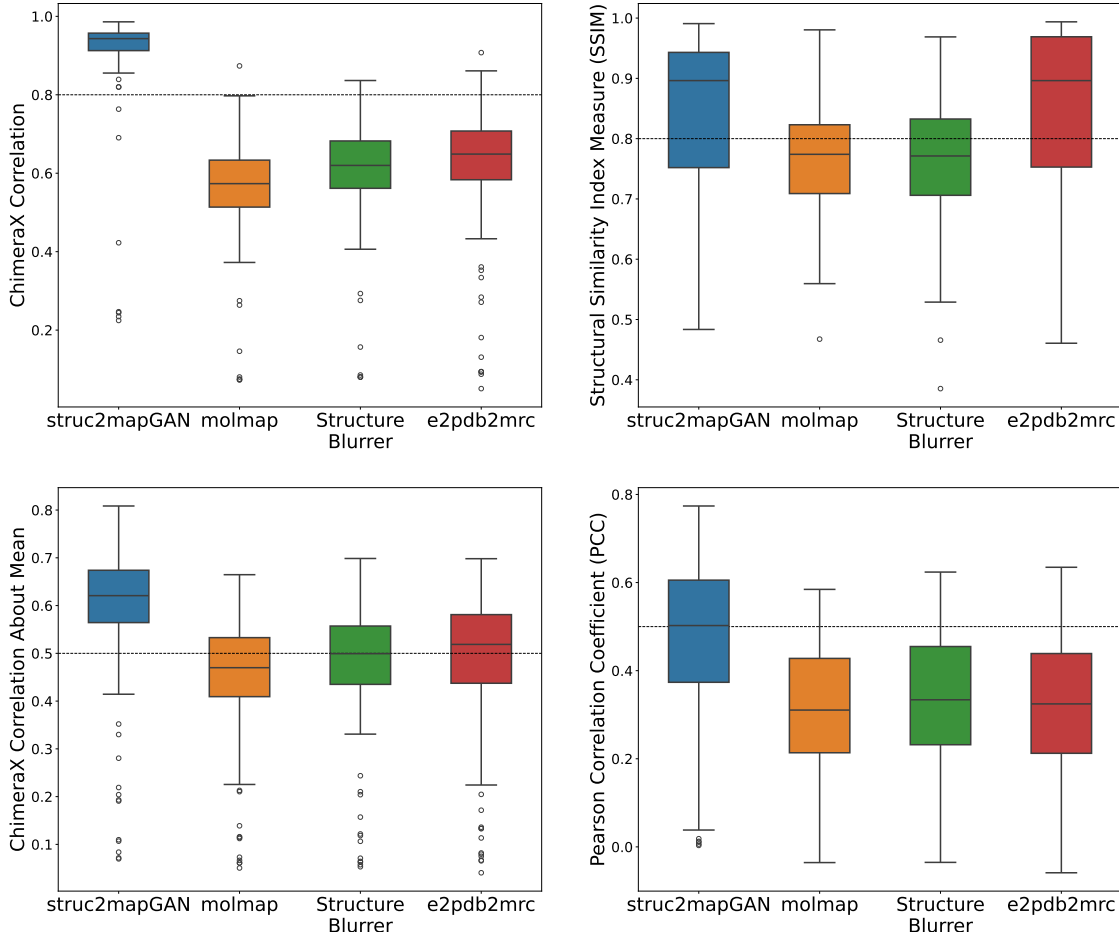 ChimeraX Correlation
1.0
0.8
0.6
0.4
0.2
struc2mapGAN
molmap
Structure
Blurrer
e2pdb2mrc
Structural Similarity Index Measure (SSIM)
1.0
0.9
0.8
0.7
0.6
0.5
0.4
struc2mapGAN
molmap
Structure
Blurrer
e2pdb2mrc
ChimeraX Correlation About Mean
0.8
0.7
0.6
0.5
0.4
0.3
0.2
0.1
struc2mapGAN
molmap
Structure
Blurrer
e2pdb2mrc
Pearson Correlation Coefficient (PCC)
0.8
0.6
0.4
0.2
0.0
struc2mapGAN
molmap
Structure
Blurrer
e2pdb2mrc